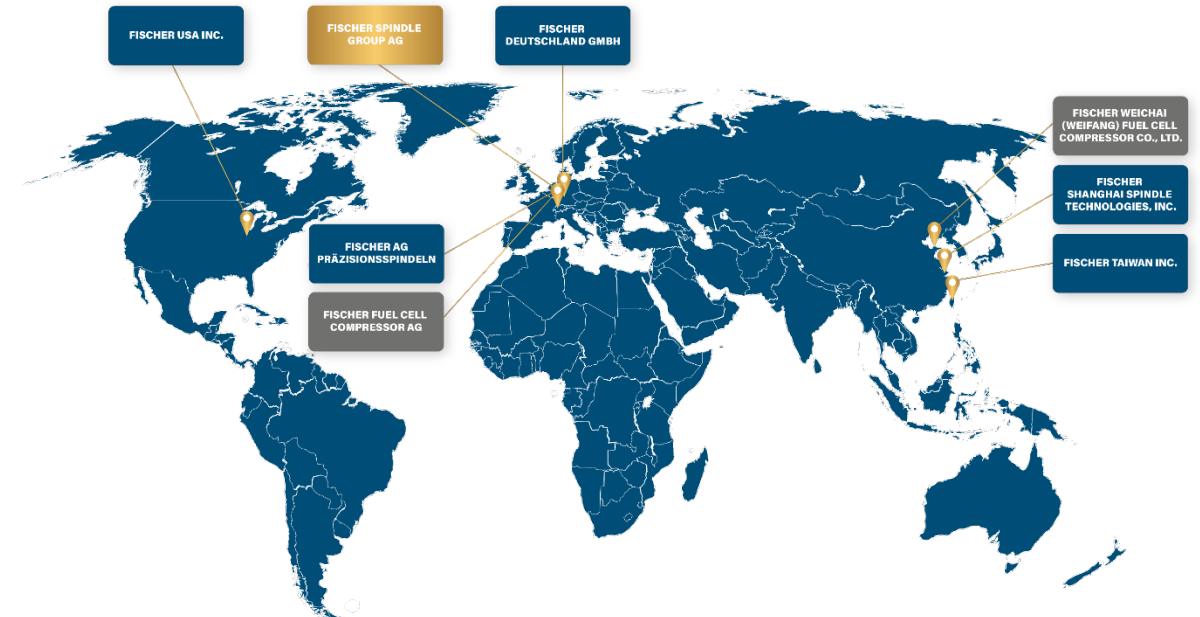 FISCHER USA INC.
FISCHER SPINDLE
GROUP AG
FISCHER
DEUTSCHLAND GMBH
FISCHER WEICHAI
(WEIFANG) FUEL CELL
COMPRESSOR CO., LTD.
FISCHER
SHANGHAI SPINDLE
TECHNOLOGIES, INC.
FISCHER AG
PRÄZISIONSSPINDELN
FISCHER TAIWAN INC.
FISCHER FUEL CELL
COMPRESSOR AG